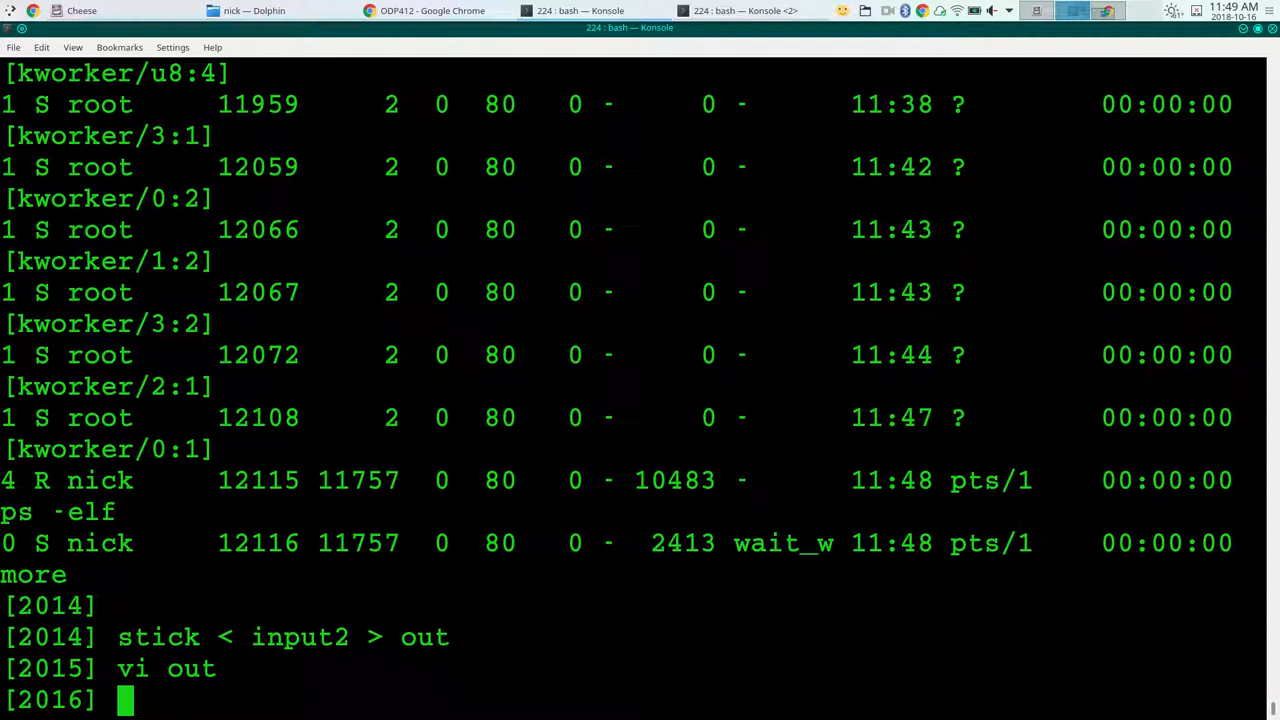 Cheese
nick — Dolphin
ODP412 - Google Chrome
224 : bash — Konsole
224 : bash — Konsole <2>
11:49 AM
2018-10-16
224 : bash — Konsole
File Edit View Bookmarks Settings Help
[kworker/u8:4]
1 S root 11959 2 0 80 0 - 0 - 11:38 ? 00:00:00
[kworker/3:1]
1 S root 12059 2 0 80 0 - 0 - 11:42 ? 00:00:00
[kworker/0:2]
1 S root 12066 2 0 80 0 - 0 - 11:43 ? 00:00:00
[kworker/1:2]
1 S root 12067 2 0 80 0 - 0 - 11:43 ? 00:00:00
[kworker/3:2]
1 S root 12072 2 0 80 0 - 0 - 11:44 ? 00:00:00
[kworker/2:1]
1 S root 12108 2 0 80 0 - 0 - 11:47 ? 00:00:00
[kworker/0:1]
4 R nick 12115 11757 0 80 0 - 10483 - 11:48 pts/1 00:00:00
ps -elf
0 S nick 12116 11757 0 80 0 - 2413 wait_w 11:48 pts/1 00:00:00
more
[2014]
[2014] stick < input2 > out
[2015] vi out
[2016]